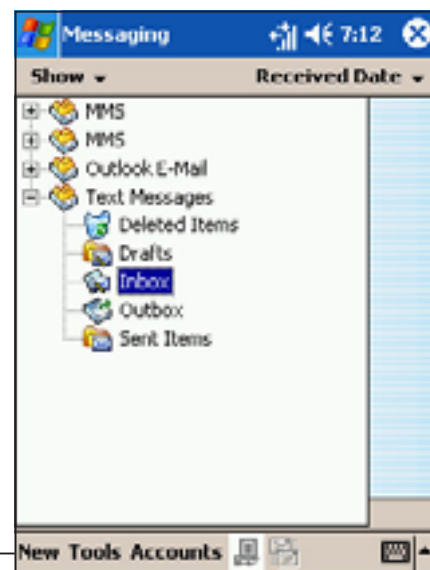 Messaging 7:12
Show Received Date
MMS
MMS
Outlook E-Mail
Text Messages
Deleted Items
Drafts
Inbox
Outbox
Sent Items
New Tools Accounts